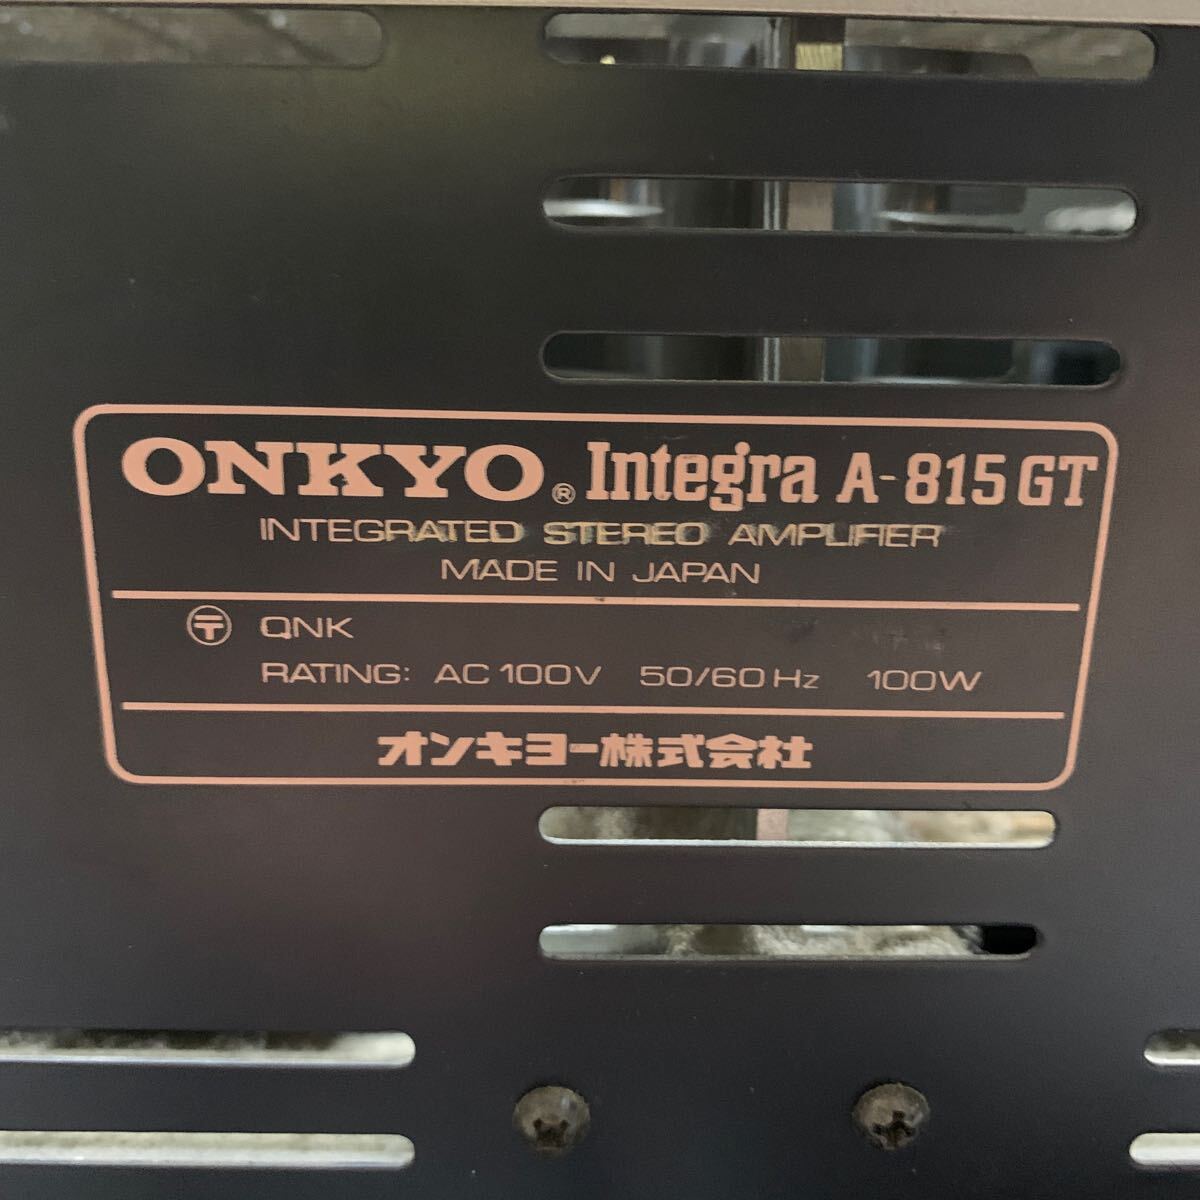 ONKYO® Integra A-815GT
INTEGRATED STEREO AMPLIFIER
MADE IN JAPAN
〶 QNK
RATING: AC 100V 50/60 Hz 100W
オンキヨー株式会社